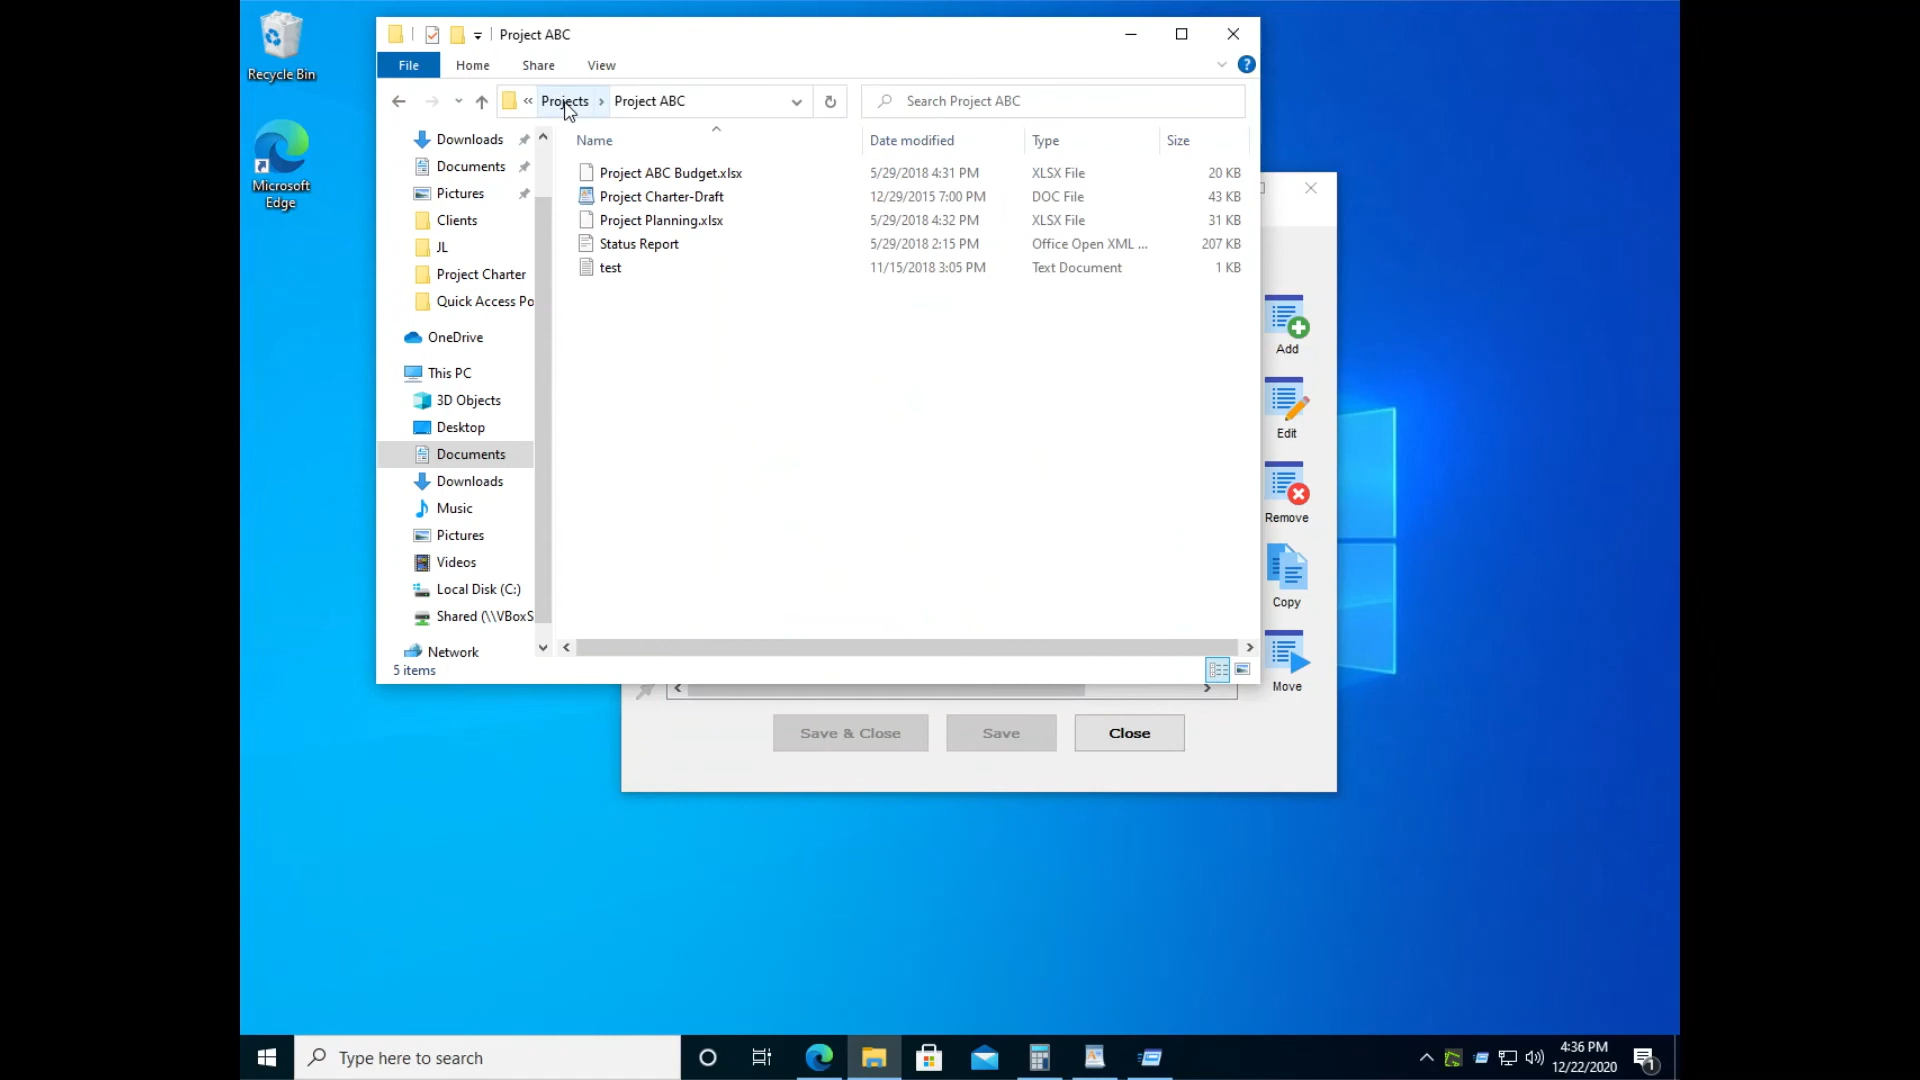 Recycle Bin
Microsoft
Edge
Project ABC
File Home Share View
« Projects › Project ABC
Search Project ABC
Name Date modified Type Size
Project ABC Budget.xlsx 5/29/2018 4:31 PM XLSX File 20 KB
Project Charter-Draft 12/29/2015 7:00 PM DOC File 43 KB
Project Planning.xlsx 5/29/2018 4:32 PM XLSX File 31 KB
Status Report 5/29/2018 2:15 PM Office Open XML ... 207 KB
test 11/15/2018 3:05 PM Text Document 1 KB
Downloads
Documents
Pictures
Clients
JL
Project Charter
Quick Access Po
OneDrive
This PC
3D Objects
Desktop
Documents
Downloads
Music
Pictures
Videos
Local Disk (C:)
Shared (\\VBoxS
Network
5 items
Add
Edit
Remove
Copy
Move
Save & Close Save Close
Type here to search
4:36 PM
12/22/2020
1